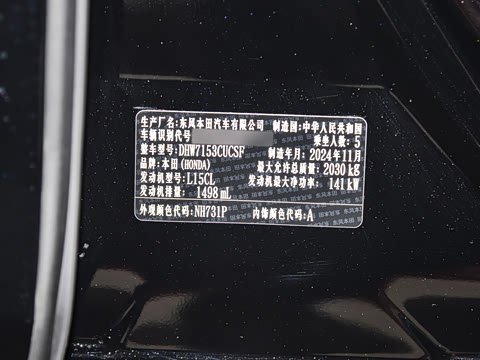 生产厂名:东风本田汽车有限公司 制造国:中华人民共和国
车辆识别代号 乘坐人数: 5
整车型号:DHW7153CUCSF 制造年月:2024年11月
品牌:本田(HONDA) 最大允许总质量: 2030 kg
发动机型号:L15CL 发动机最大净功率: 141 kW
发动机排量: 1498 mL
外观颜色代码:NH731P 内饰颜色代码:A